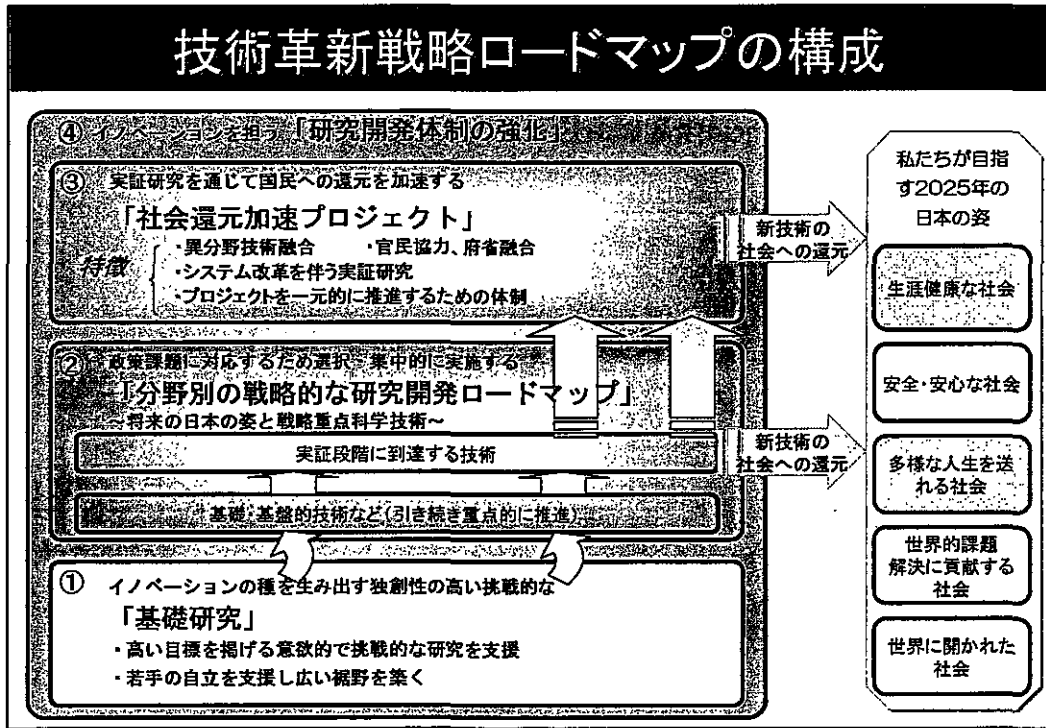 技術革新戦略ロードマップの構成
④ イノベーションを担う「研究開発体制の強化」
③ 実証研究を通じて国民への還元を加速する
「社会還元加速プロジェクト」
特徴
・異分野技術融合 ・官民協力、府省融合
・システム改革を伴う実証研究
・プロジェクトを一元的に推進するための体制
② 政策課題に対応するため選択・集中的に実施する
「分野別の戦略的な研究開発ロードマップ」
~将来の日本の姿と戦略重点科学技術~
実証段階に到達する技術
基礎・基盤的技術など(引き続き重点的に推進)
① イノベーションの種を生み出す独創性の高い挑戦的な
「基礎研究」
・高い目標を掲げる意欲的で挑戦的な研究を支援
・若手の自立を支援し広い裾野を築く
新技術の
社会への還元
新技術の
社会への還元
私たちが目指
す2025年の
日本の姿
生涯健康な社会
安全・安心な社会
多様な人生を送
れる社会
世界的課題
解決に貢献する
社会
世界に開かれた
社会